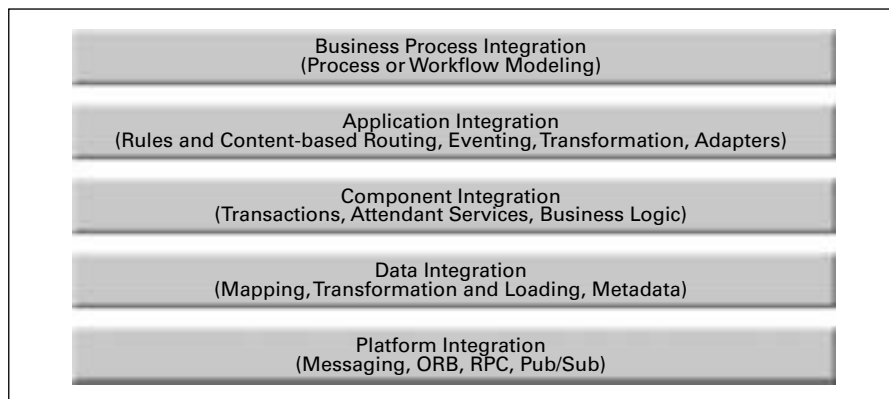 Business Process Integration
(Process or Workflow Modeling)
Application Integration
(Rules and Content-based Routing, Eventing, Transformation, Adapters)
Component Integration
(Transactions, Attendant Services, Business Logic)
Data Integration
(Mapping, Transformation and Loading, Metadata)
Platform Integration
(Messaging, ORB, RPC, Pub/Sub)